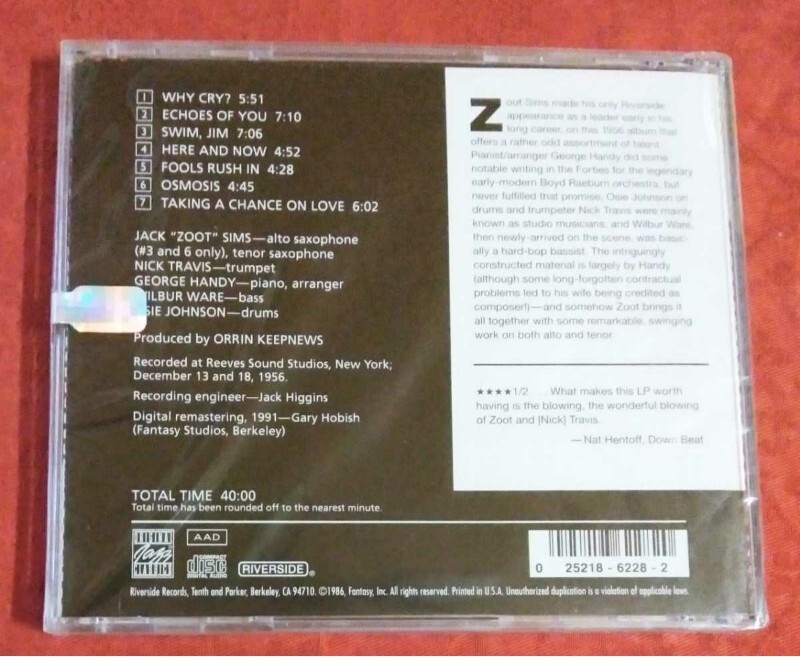 1 WHY CRY? 5:51
2 ECHOES OF YOU 7:10
3 SWIM, JIM 7:06
4 HERE AND NOW 4:52
5 FOOLS RUSH IN 4:28
6 OSMOSIS 4:45
7 TAKING A CHANCE ON LOVE 6:02
JACK "ZOOT" SIMS—alto saxophone
(#3 and 6 only), tenor saxophone
NICK TRAVIS—trumpet
GEORGE HANDY—piano, arranger
WILBUR WARE—bass
SIE JOHNSON—drums
Produced by ORRIN KEEPNEWS
Recorded at Reeves Sound Studios, New York;
December 13 and 18, 1956.
Recording engineer—Jack Higgins
Digital remastering, 1991—Gary Hobish
(Fantasy Studios, Berkeley)
TOTAL TIME 40:00
Total time has been rounded off to the nearest minute.
Zoot Sims made his only Riverside
appearance as a leader early in his
long career, on this 1956 album that
offers a rather odd assortment of talent.
Pianist/arranger George Handy did some
notable writing in the Forties for the legendary
early-modern Boyd Raeburn orchestra, but
never fulfilled that promise; Osie Johnson on
drums and trumpeter Nick Travis were mainly
known as studio musicians; and Wilbur Ware,
then newly-arrived on the scene, was basic-
ally a hard-bop bassist. The intriguingly
constructed material is largely by Handy
(although some long-forgotten contractual
problems led to his wife being credited as
composer!)—and somehow Zoot brings it
it all together with some remarkable, swinging
work on both alto and tenor.
★★★★1/2 ... What makes this LP worth
having is the blowing, the wonderful blowing
of Zoot and [Nick] Travis.
—Nat Hentoff, Down Beat
ORIGINAL
Jazz
CLASSICS
AAD
COMPACT
disc
DIGITAL AUDIO
RIVERSIDE®
0 25218-6228-2
Riverside Records, Tenth and Parker, Berkeley, CA 94710. ©1986, Fantasy, Inc. All rights reserved. Printed in U.S.A. Unauthorized duplication is a violation of applicable laws.